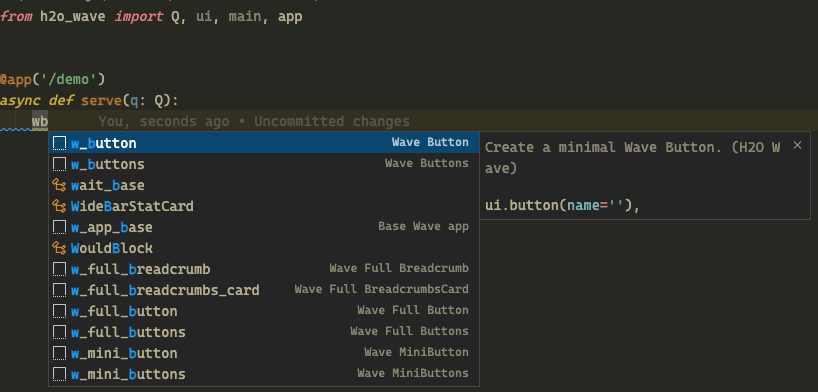 from h2o_wave import Q, ui, main, app
@app('/demo')
async def serve(q: Q):
wb You, seconds ago • Uncommitted changes
w_button Wave Button
w_buttons Wave Buttons
wait_base
WideBarStatCard
w_app_base Base Wave app
WouldBlock
w_full_breadcrumb Wave Full Breadcrumb
w_full_breadcrumbs_card Wave Full BreadcrumbsCard
w_full_button Wave Full Button
w_full_buttons Wave Full Buttons
w_mini_button Wave MiniButton
w_mini_buttons Wave MiniButtons
Create a minimal Wave Button. (H2O W
ave)
ui.button(name=''),